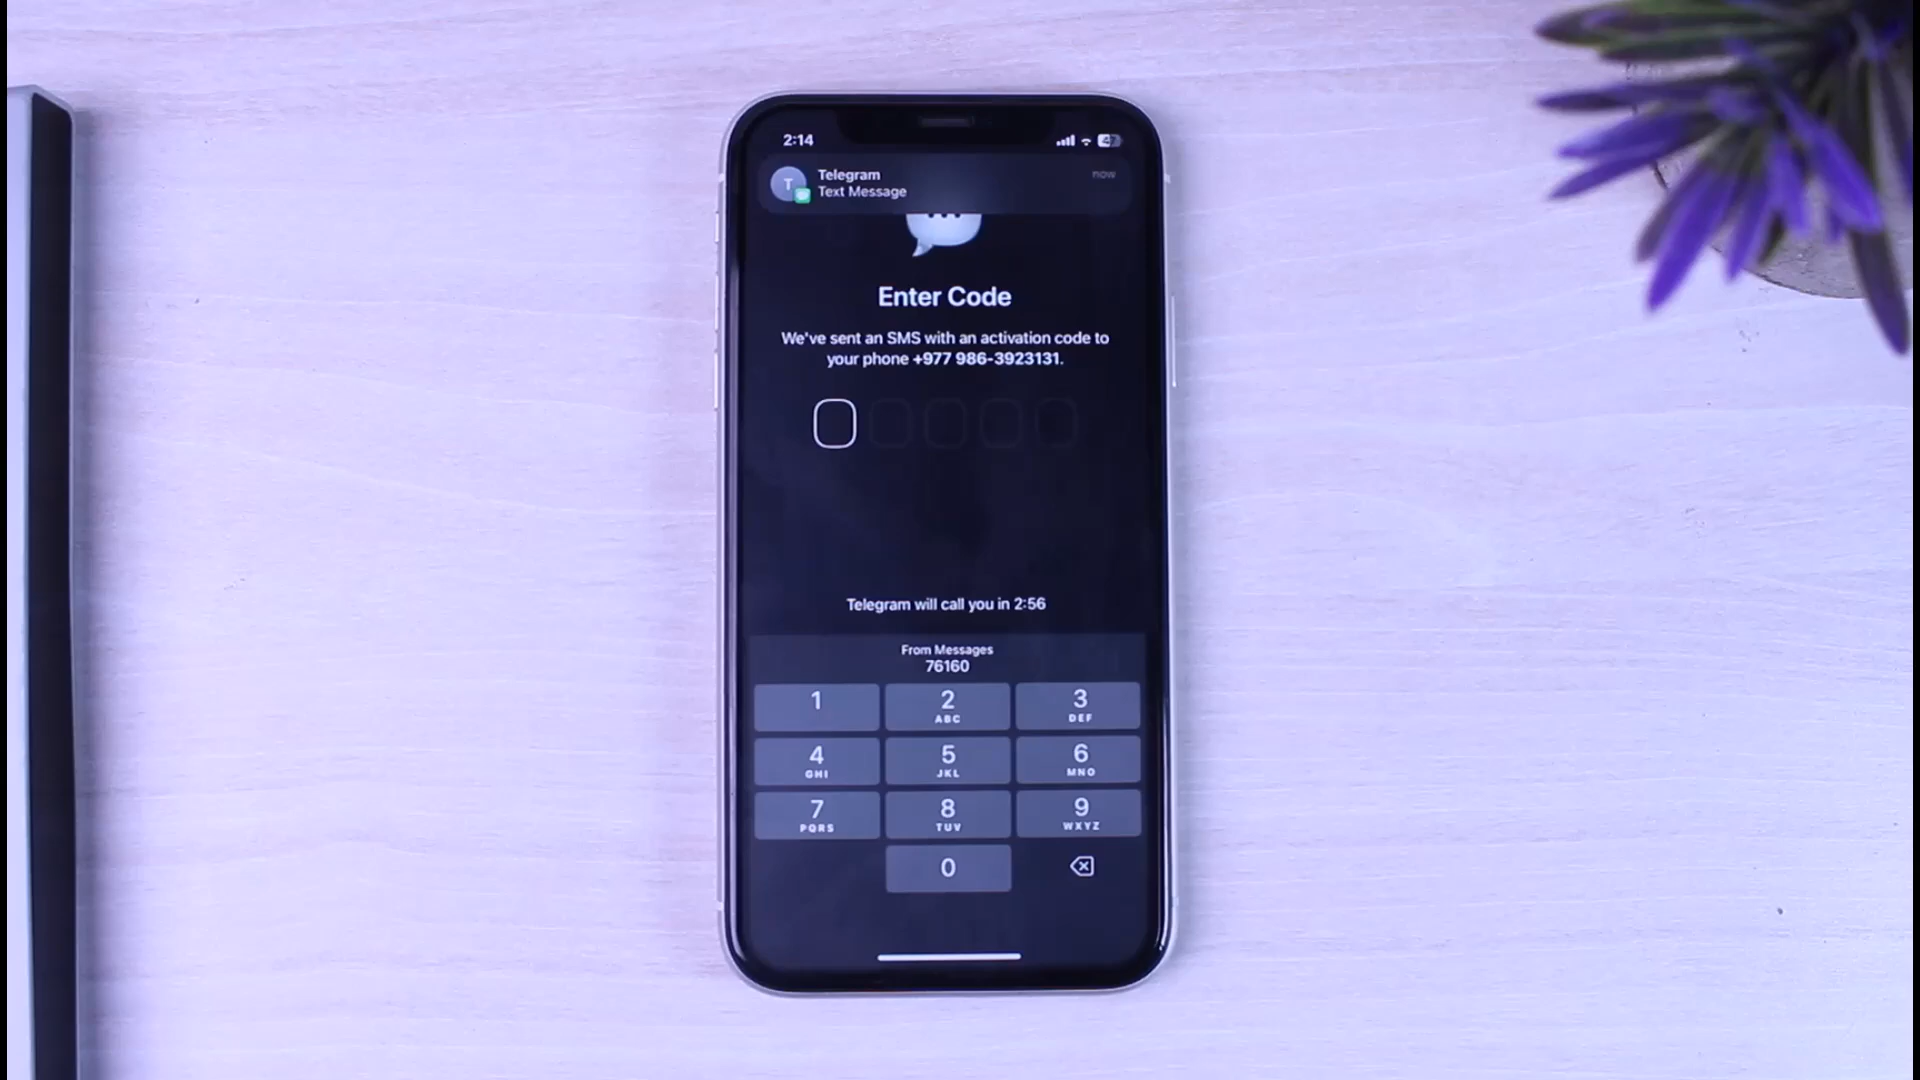 2:14
47
T
Telegram
now
Text Message
Enter Code
We've sent an SMS with an activation code to
your phone +977 986-3923131.
Telegram will call you in 2:56
From Messages
76160
1
2
ABC
3
DEF
4
GHI
5
JKL
6
MNO
7
PQRS
8
TUV
9
WXYZ
0